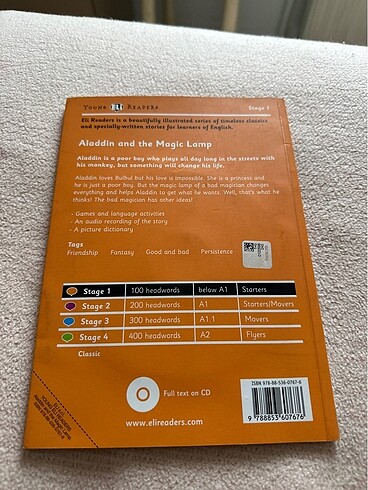 YOUNG Eli READERS Stage 1
Eli Readers is a beautifully illustrated series of timeless classics
and specially-written stories for learners of English.
Aladdin and the Magic Lamp
Aladdin is a poor boy who plays all day long in the streets with
his monkey, but something will change his life.
Aladdin loves Bulbul but his love is impossible. She is a princess and
he is just a poor boy. But the magic lamp of a bad magician changes
everything and helps Aladdin to get what he wants. Well, that's what he
thinks! The bad magician has other ideas!
- Games and language activities
- An audio recording of the story
- A picture dictionary
Tags
Friendship Fantasy Good and bad Persistence
Stage 1 100 headwords below A1 Starters
Stage 2 200 headwords A1 Starters/Movers
Stage 3 300 headwords A1.1 Movers
Stage 4 400 headwords A2 Flyers
Classic
Full text on CD
www.elireaders.com
ISBN 978-88-536-0767-6
9 788853 607676